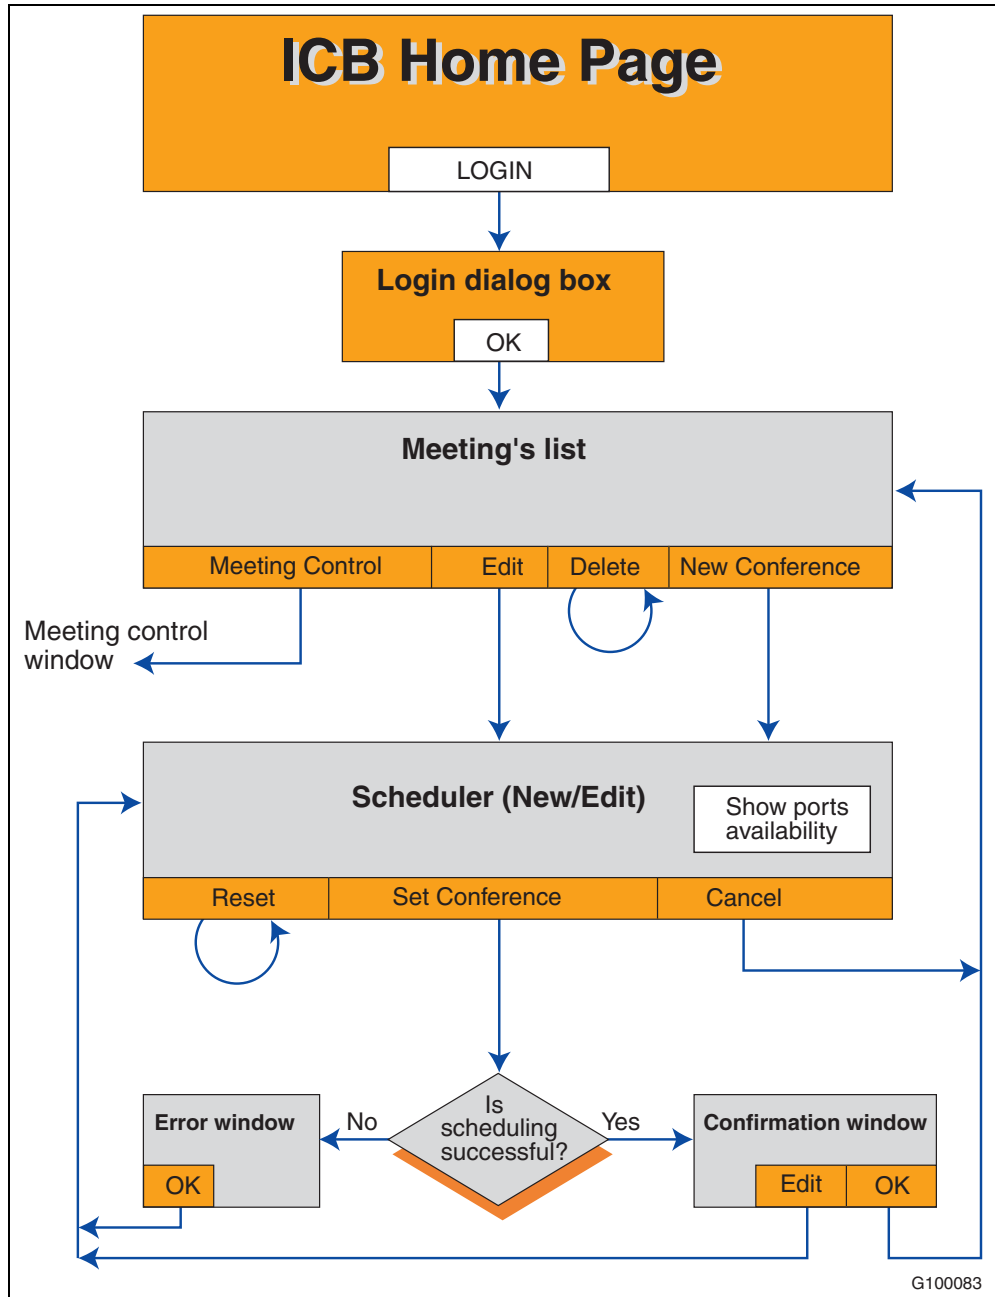 ICB Home Page
LOGIN
Login dialog box
OK
Meeting's list
Meeting Control
Edit
Delete
New Conference
Meeting control
window
Scheduler (New/Edit)
Show ports
availability
Reset
Set Conference
Cancel
Is
scheduling
successful?
No
Yes
Error window
OK
Confirmation window
Edit
OK
G100083